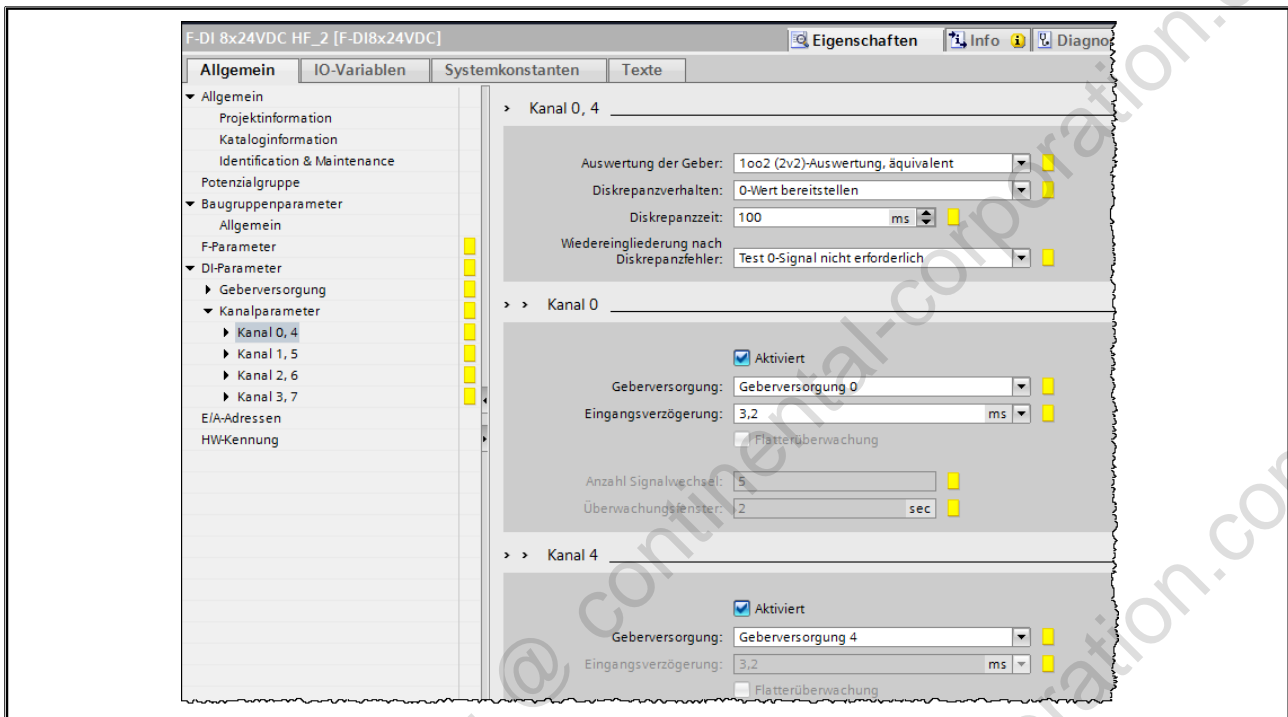 F-DI 8x24VDC HF_2 [F-DI8x24VDC]
Eigenschaften
Info
Diagno
Allgemein
IO-Variablen
Systemkonstanten
Texte
Allgemein
Projektinformation
Kataloginformation
Identification & Maintenance
Potenzialgruppe
Baugruppenparameter
Allgemein
F-Parameter
DI-Parameter
Geberversorgung
Kanalparameter
Kanal 0, 4
Kanal 1, 5
Kanal 2, 6
Kanal 3, 7
E/A-Adressen
HW-Kennung
Kanal 0, 4
Auswertung der Geber: 1oo2 (2v2)-Auswertung, äquivalent
Diskrepanzverhalten: 0-Wert bereitstellen
Diskrepanzzeit: 100 ms
Wiedereingliederung nach
Diskrepanzfehler: Test 0-Signal nicht erforderlich
Kanal 0
Aktiviert
Geberversorgung: Geberversorgung 0
Eingangsverzögerung: 3,2 ms
Flatterüberwachung
Anzahl Signalwechsel: 5
Überwachungsfenster: 2 sec
Kanal 4
Aktiviert
Geberversorgung: Geberversorgung 4
Eingangsverzögerung: 3,2 ms
Flatterüberwachung
@ continental-corporation.com